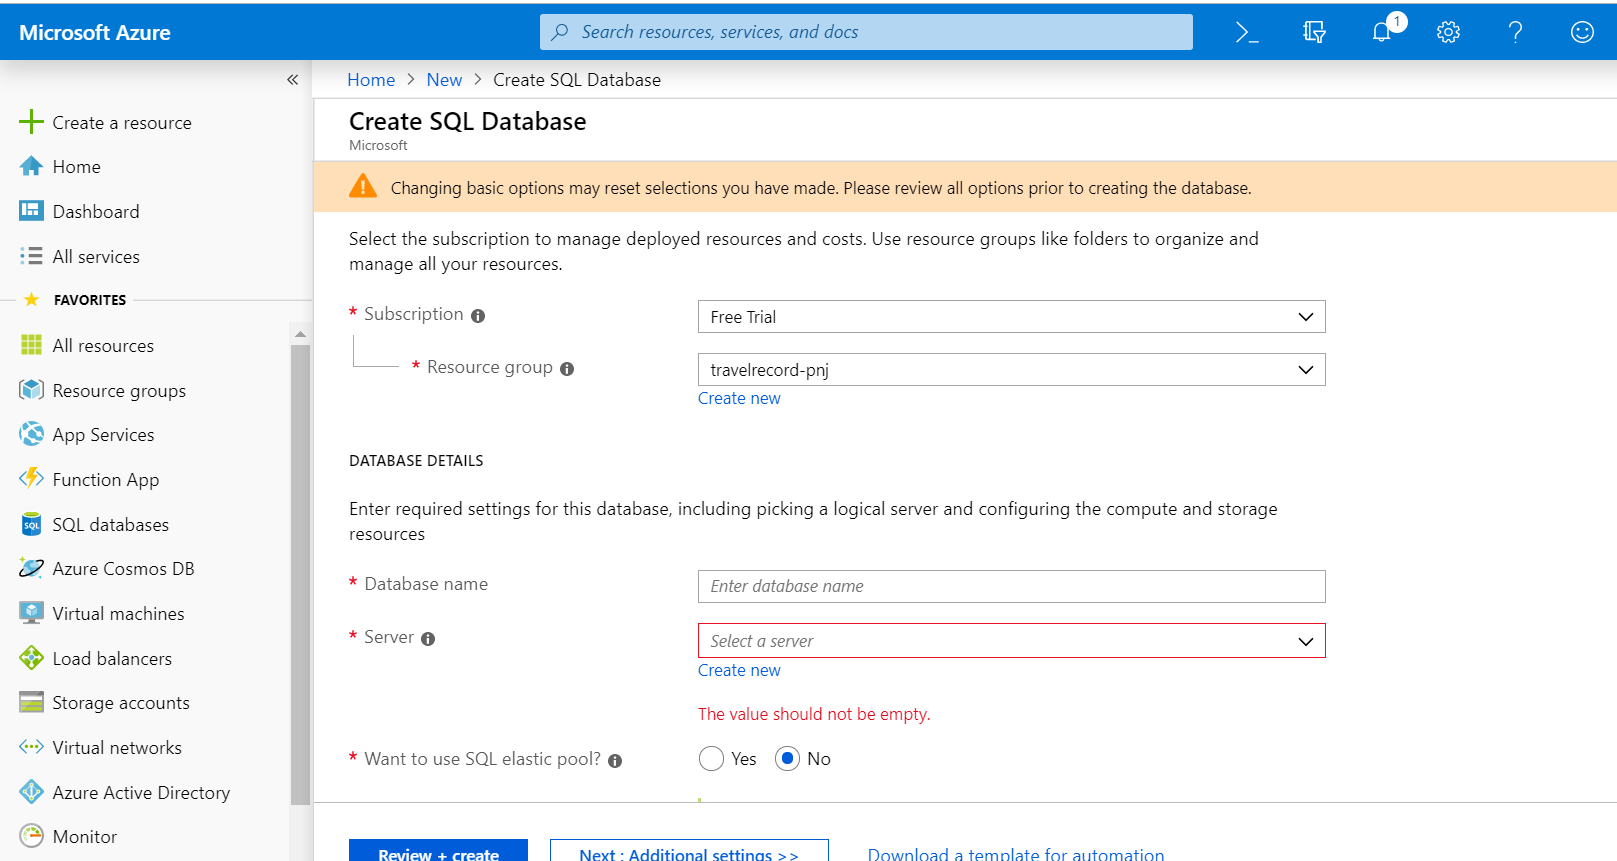 Microsoft Azure
Search resources, services, and docs
1
Create a resource
Home
Dashboard
All services
FAVORITES
All resources
Resource groups
App Services
Function App
SQL databases
Azure Cosmos DB
Virtual machines
Load balancers
Storage accounts
Virtual networks
Azure Active Directory
Monitor
Home > New > Create SQL Database
Create SQL Database
Microsoft
Changing basic options may reset selections you have made. Please review all options prior to creating the database.
Select the subscription to manage deployed resources and costs. Use resource groups like folders to organize and
manage all your resources.
* Subscription
Free Trial
* Resource group
travelrecord-pnj
Create new
DATABASE DETAILS
Enter required settings for this database, including picking a logical server and configuring the compute and storage
resources
* Database name
Enter database name
* Server
Select a server
Create new
The value should not be empty.
* Want to use SQL elastic pool?
Yes No
Review + create
Next : Additional settings >>
Download a template for automation